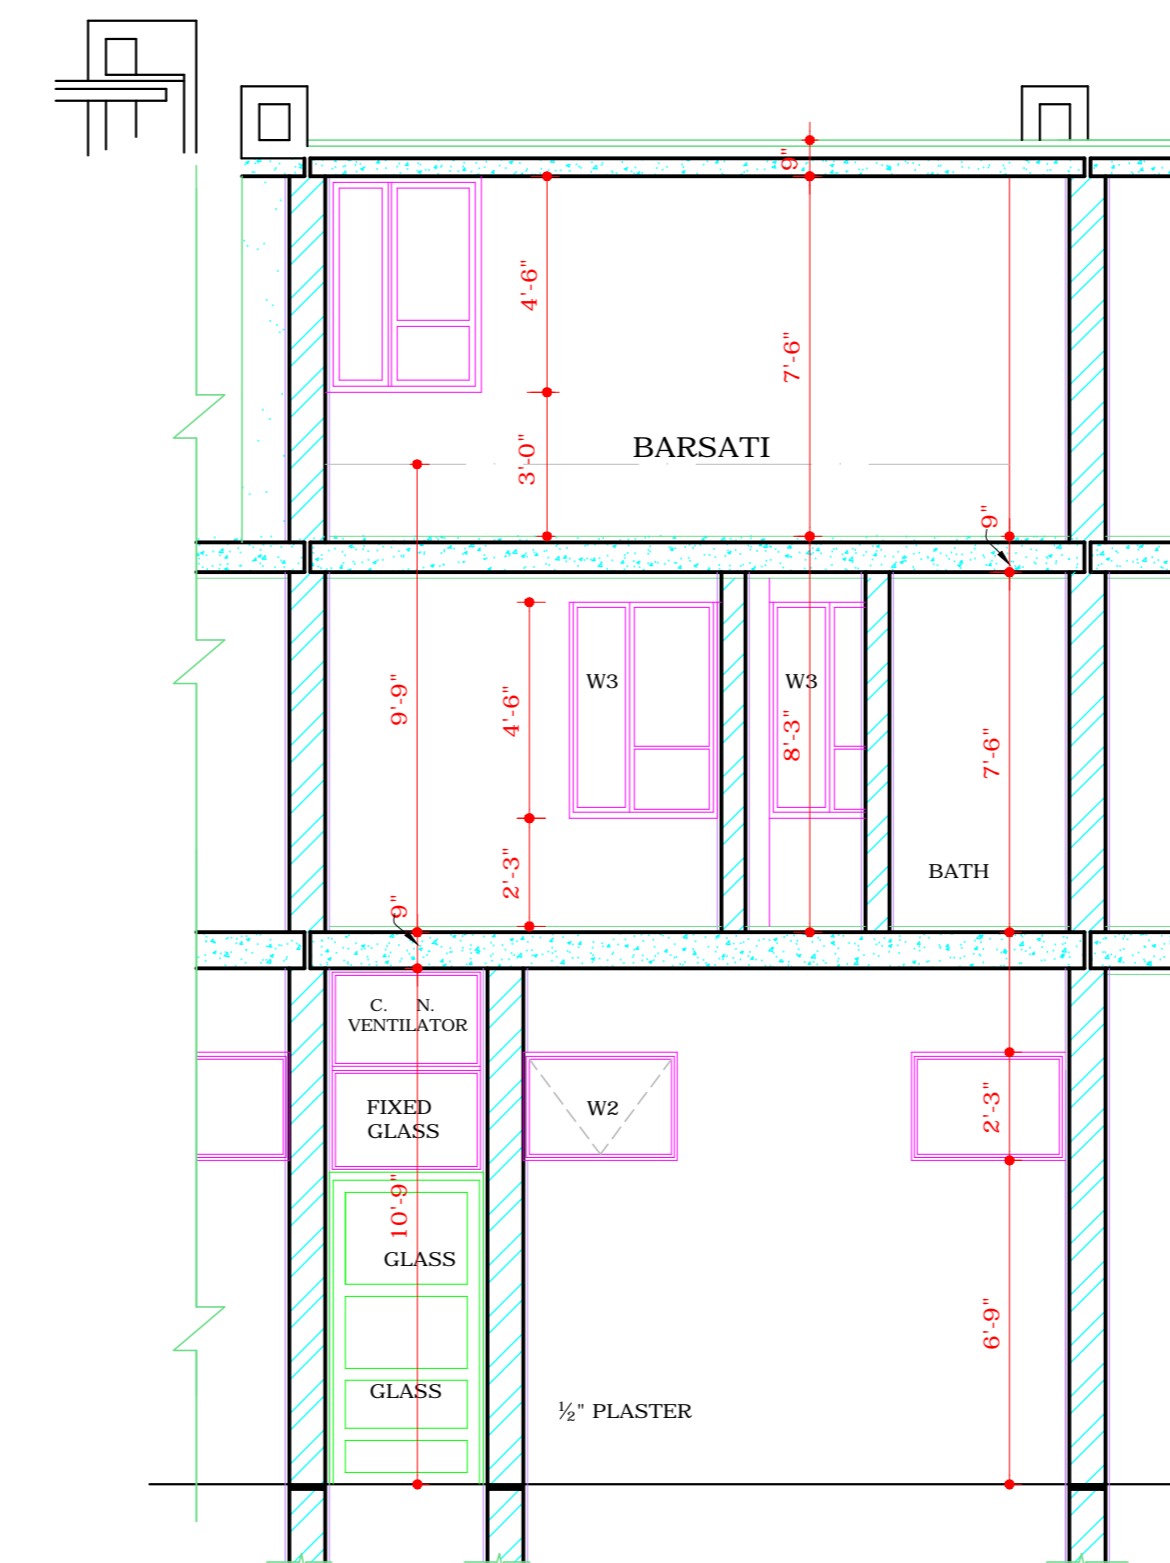 9"
4'-6"
7'-6"
3'-0"
BARSATI
9"
W3
W3
9'-9"
4'-6"
8'-3"
7'-6"
2'-3"
BATH
9"
C. N.
VENTILATOR
FIXED
GLASS
W2
2'-3"
10'-9"
GLASS
6'-9"
GLASS
½" PLASTER